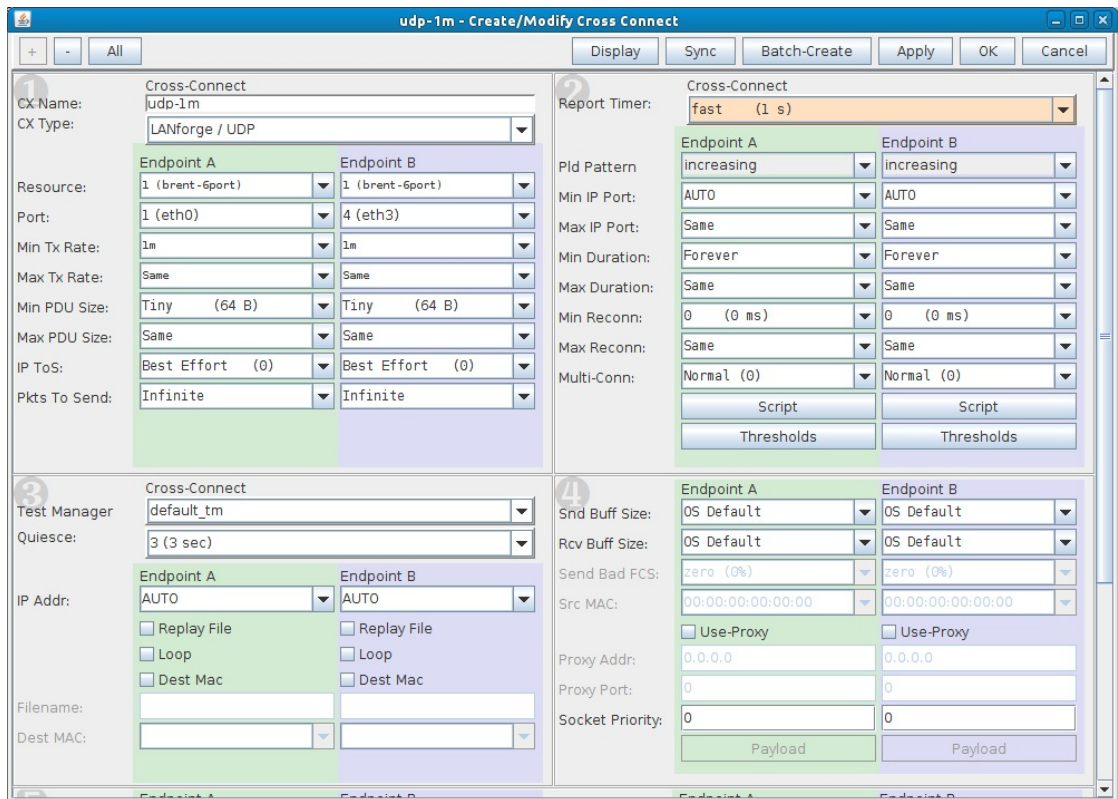 udp-1m - Create/Modify Cross Connect
+ - All Display Sync Batch-Create Apply OK Cancel
1
Cross-Connect
CX Name: udp-1m
CX Type: LANforge / UDP
Endpoint A Endpoint B
Resource: 1 (brent-6port) 1 (brent-6port)
Port: 1 (eth0) 4 (eth3)
Min Tx Rate: 1m 1m
Max Tx Rate: Same Same
Min PDU Size: Tiny (64 B) Tiny (64 B)
Max PDU Size: Same Same
IP ToS: Best Effort (0) Best Effort (0)
Pkts To Send: Infinite Infinite
2
Cross-Connect
Report Timer: fast (1 s)
Endpoint A Endpoint B
Pld Pattern increasing increasing
Min IP Port: AUTO AUTO
Max IP Port: Same Same
Min Duration: Forever Forever
Max Duration: Same Same
Min Reconn: 0 (0 ms) 0 (0 ms)
Max Reconn: Same Same
Multi-Conn: Normal (0) Normal (0)
Script Script
Thresholds Thresholds
3
Cross-Connect
Test Manager default_tm
Quiesce: 3 (3 sec)
Endpoint A Endpoint B
IP Addr: AUTO AUTO
Replay File Replay File
Loop Loop
Dest Mac Dest Mac
Filename:
Dest MAC:
4
Endpoint A Endpoint B
Snd Buff Size: OS Default OS Default
Rcv Buff Size: OS Default OS Default
Send Bad FCS: zero (0%) zero (0%)
Src MAC: 00:00:00:00:00:00 00:00:00:00:00:00
Use-Proxy Use-Proxy
Proxy Addr: 0.0.0.0 0.0.0.0
Proxy Port: 0 0
Socket Priority: 0 0
Payload Payload